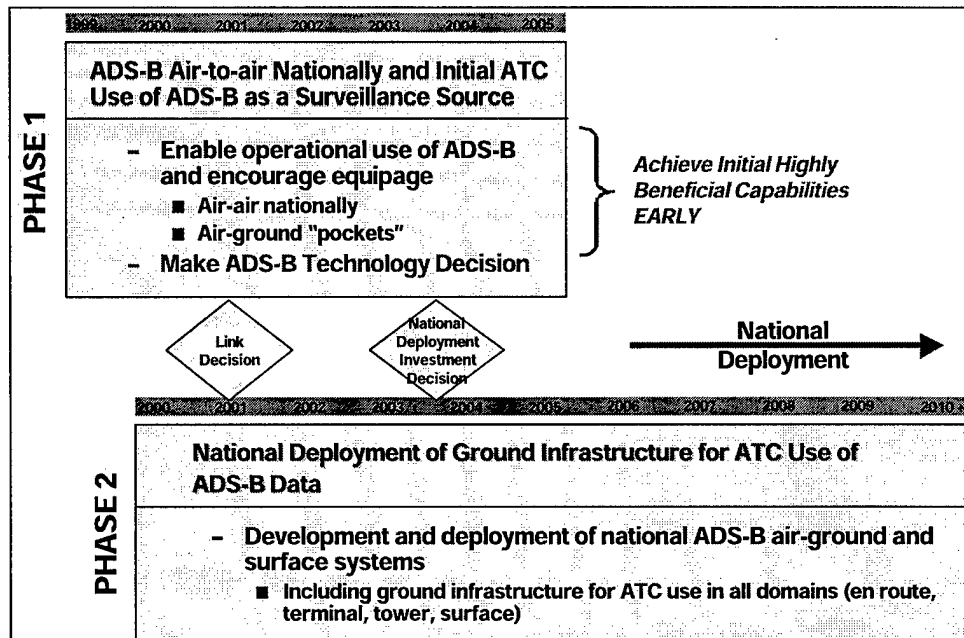 1999 2000 2001 2002 2003 2004 2005
PHASE 1
ADS-B Air-to-air Nationally and Initial ATC
Use of ADS-B as a Surveillance Source
– Enable operational use of ADS-B
and encourage equipage
■ Air-air nationally
■ Air-ground "pockets"
– Make ADS-B Technology Decision
Achieve Initial Highly
Beneficial Capabilities
EARLY
Link
Decision
National
Deployment
Investment
Decision
National
Deployment
2000 2001 2002 2003 2004 2005 2006 2007 2008 2009 2010 +
PHASE 2
National Deployment of Ground Infrastructure for ATC Use of
ADS-B Data
– Development and deployment of national ADS-B air-ground and
surface systems
■ Including ground infrastructure for ATC use in all domains (en route,
terminal, tower, surface)